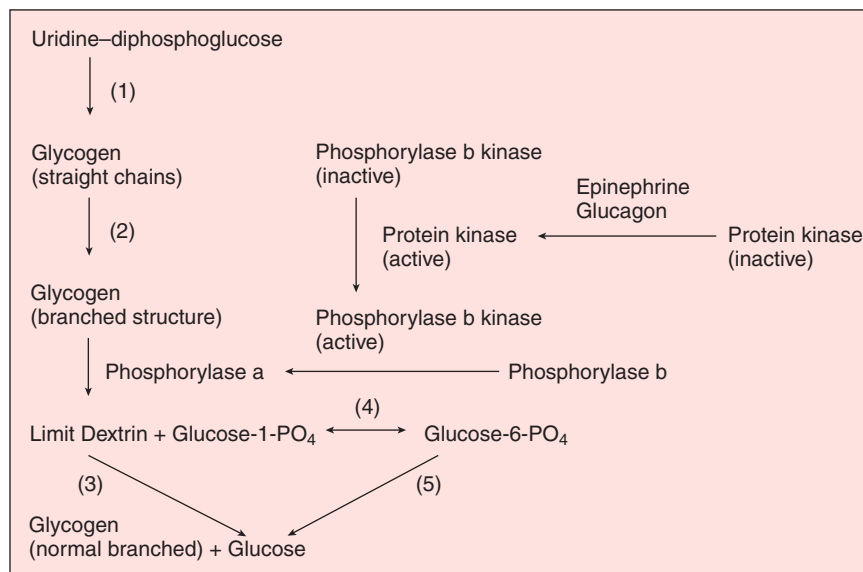 Uridine–diphosphoglucose
(1)
Glycogen
(straight chains)
Phosphorylase b kinase
(inactive)
Epinephrine
Glucagon
(2)
Protein kinase
(active)
Protein kinase
(inactive)
Glycogen
(branched structure)
Phosphorylase b kinase
(active)
Phosphorylase a
Phosphorylase b
(4)
Limit Dextrin + Glucose-1-PO₄
Glucose-6-PO₄
(3)
(5)
Glycogen
(normal branched) + Glucose